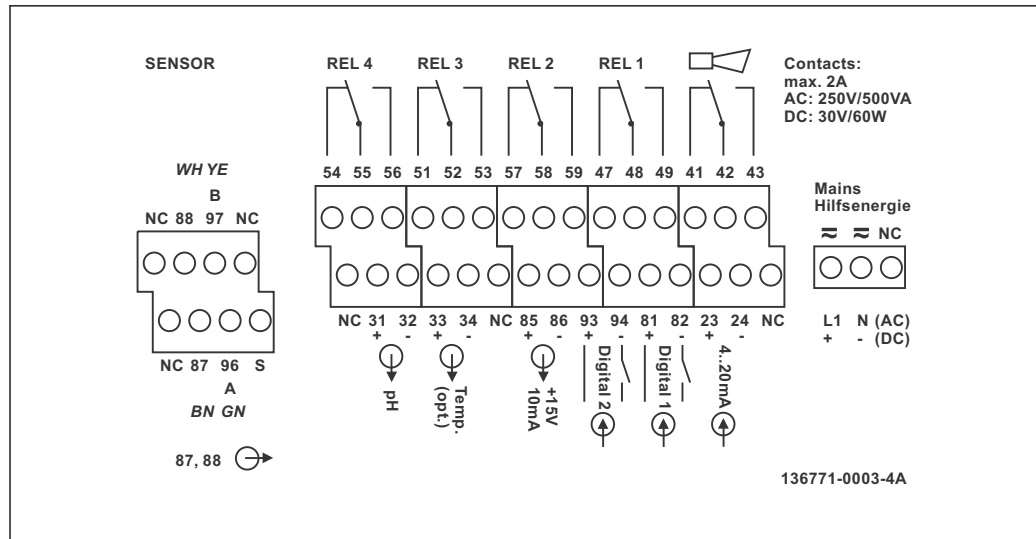 SENSOR
REL 4 REL 3 REL 2 REL 1
Contacts:
max. 2A
AC: 250V/500VA
DC: 30V/60W
54 55 56 51 52 53 57 58 59 47 48 49 41 42 43
WH YE
B
NC 88 97 NC
Mains
Hilfsenergie
≂ ≂ NC
NC 31 32 33 34 NC 85 86 93 94 81 82 23 24 NC
+ - + - + - + - + - + -
L1 N (AC)
+ - (DC)
NC 87 96 S
A
BN GN
pH
Temp.
(opt.)
+15V
10mA
Digital 2
Digital 1
4..20mA
87, 88
136771-0003-4A